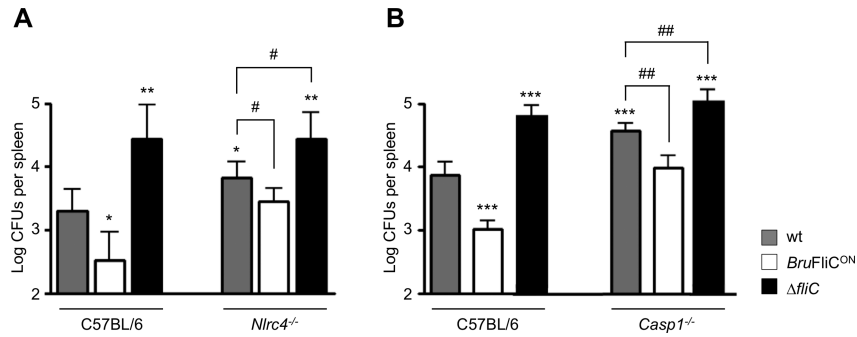 A
B
#
##
#
##
**
**
***
***
*
*
***
***
Log CFUs per spleen
5
4
3
2
Log CFUs per spleen
5
4
3
2
wt
BruFliCᴼᴺ
ΔfliC
C57BL/6
Nlrc4⁻/⁻
C57BL/6
Casp1⁻/⁻